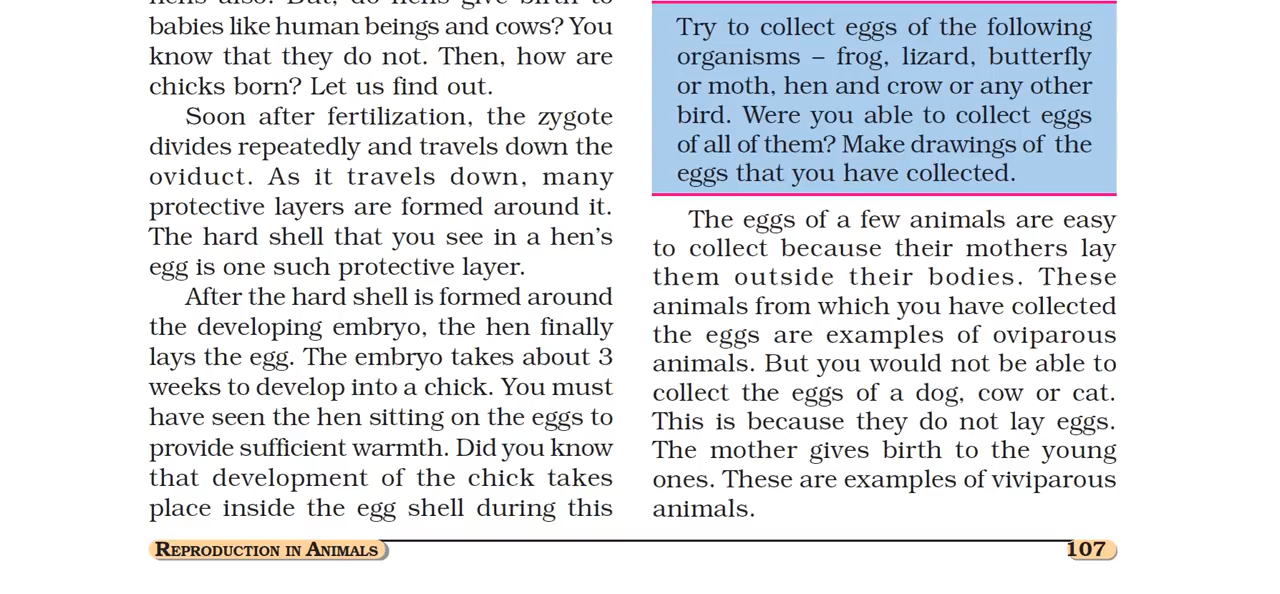 babies like human beings and cows? You
know that they do not. Then, how are
chicks born? Let us find out.
Soon after fertilization, the zygote
divides repeatedly and travels down the
oviduct. As it travels down, many
protective layers are formed around it.
The hard shell that you see in a hen's
egg is one such protective layer.
After the hard shell is formed around
the developing embryo, the hen finally
lays the egg. The embryo takes about 3
weeks to develop into a chick. You must
have seen the hen sitting on the eggs to
provide sufficient warmth. Did you know
that development of the chick takes
place inside the egg shell during this
Try to collect eggs of the following
organisms – frog, lizard, butterfly
or moth, hen and crow or any other
bird. Were you able to collect eggs
of all of them? Make drawings of the
eggs that you have collected.
The eggs of a few animals are easy
to collect because their mothers lay
them outside their bodies. These
animals from which you have collected
the eggs are examples of oviparous
animals. But you would not be able to
collect the eggs of a dog, cow or cat.
This is because they do not lay eggs.
The mother gives birth to the young
ones. These are examples of viviparous
animals.
REPRODUCTION IN ANIMALS
107